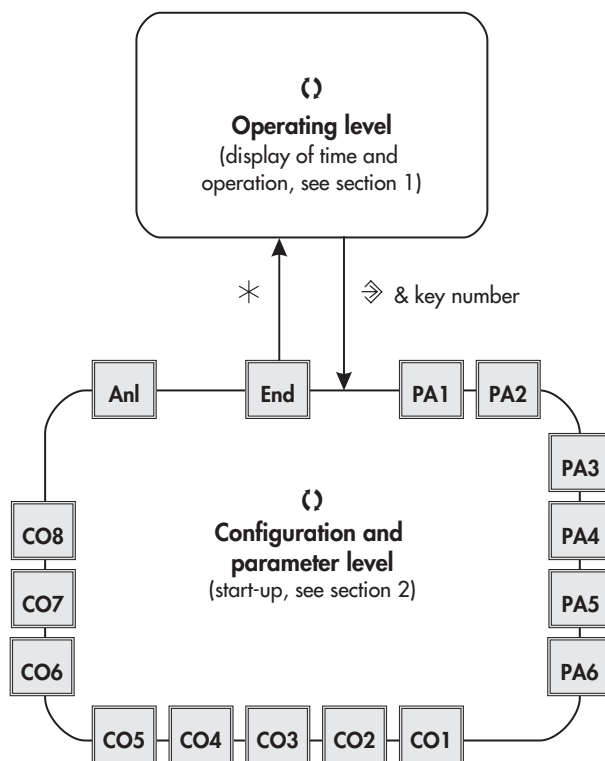 Operating level
(display of time and
operation, see section 1)
& key number
Anl
End
PA1
PA2
PA3
CO8
Configuration and
parameter level
(start-up, see section 2)
PA4
CO7
PA5
CO6
PA6
CO5
CO4
CO3
CO2
CO1